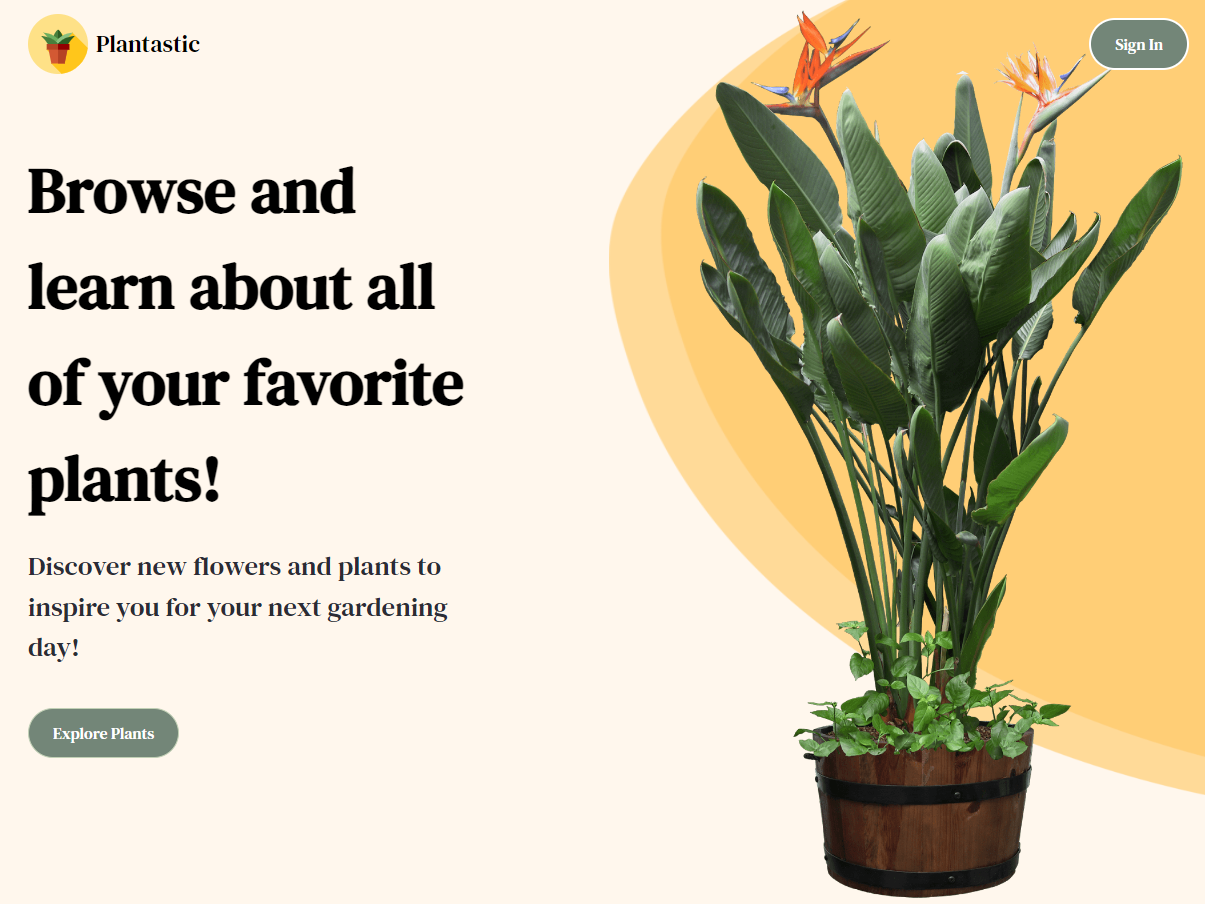 Plantastic
Sign In
Browse and
learn about all
of your favorite
plants!
Discover new flowers and plants to
inspire you for your next gardening
day!
Explore Plants